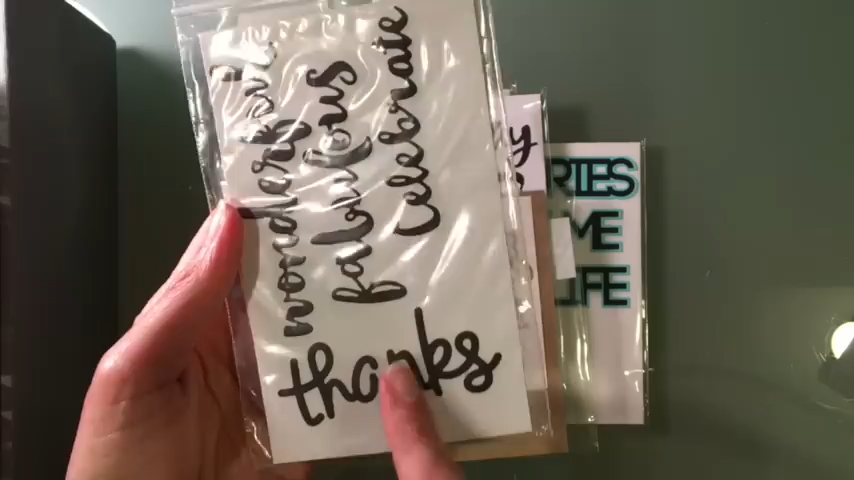 wonderful
fabulous
celebrate
thanks
y
RIES
ME
LIFE